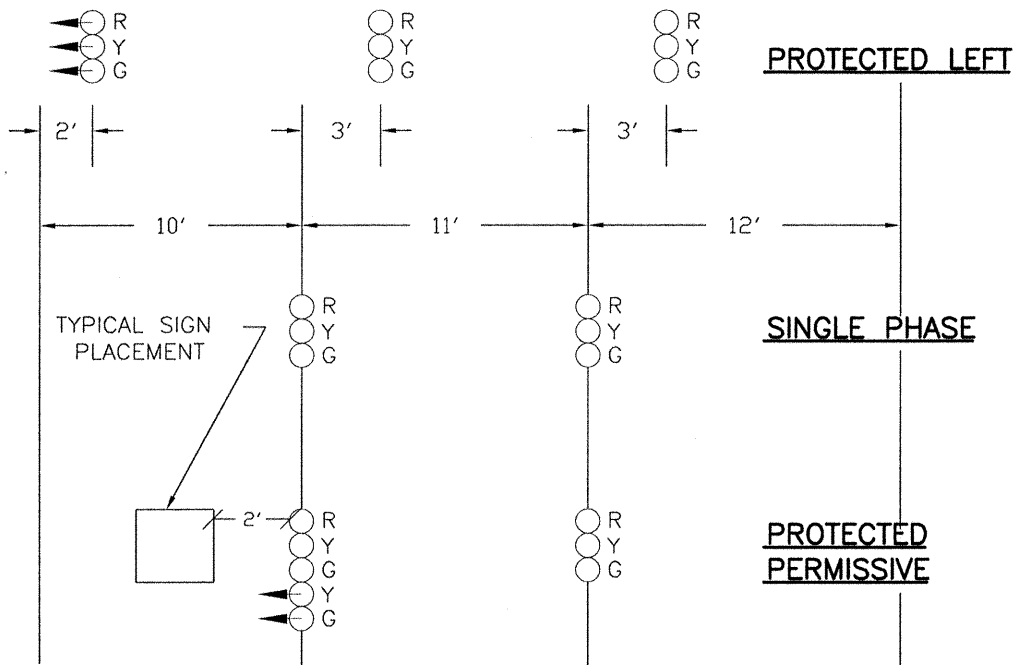 R R R
Y Y Y
G G G
PROTECTED LEFT
2' 3' 3'
10' 11' 12'
R R
Y Y
G G
TYPICAL SIGN
PLACEMENT
SINGLE PHASE
2'
R R
Y Y
G G
Y
G
PROTECTED
PERMISSIVE